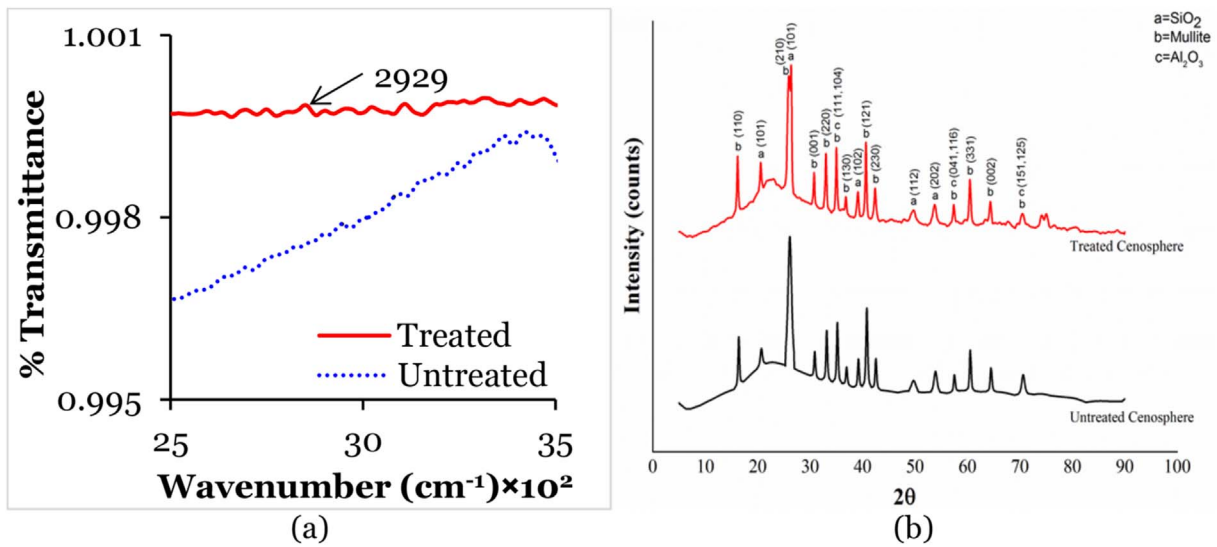 1.001
0.998
0.995
% Transmittance
2929
Treated
Untreated
25
30
35
Wavenumber (cm⁻¹)×10²
(a)
a=SiO₂
b=Mullite
c=Al₂O₃
Intensity (counts)
b (110)
a (101)
b (210)
a (101)
b (001)
b (220)
b c (111,104)
b (130)
a (102)
b (121)
b (230)
a (112)
a (202)
b c (041,116)
b (331)
b (002)
b c (151,125)
Treated Cenosphere
Untreated Cenosphere
0
10
20
30
40
50
60
70
80
90
100
2θ
(b)